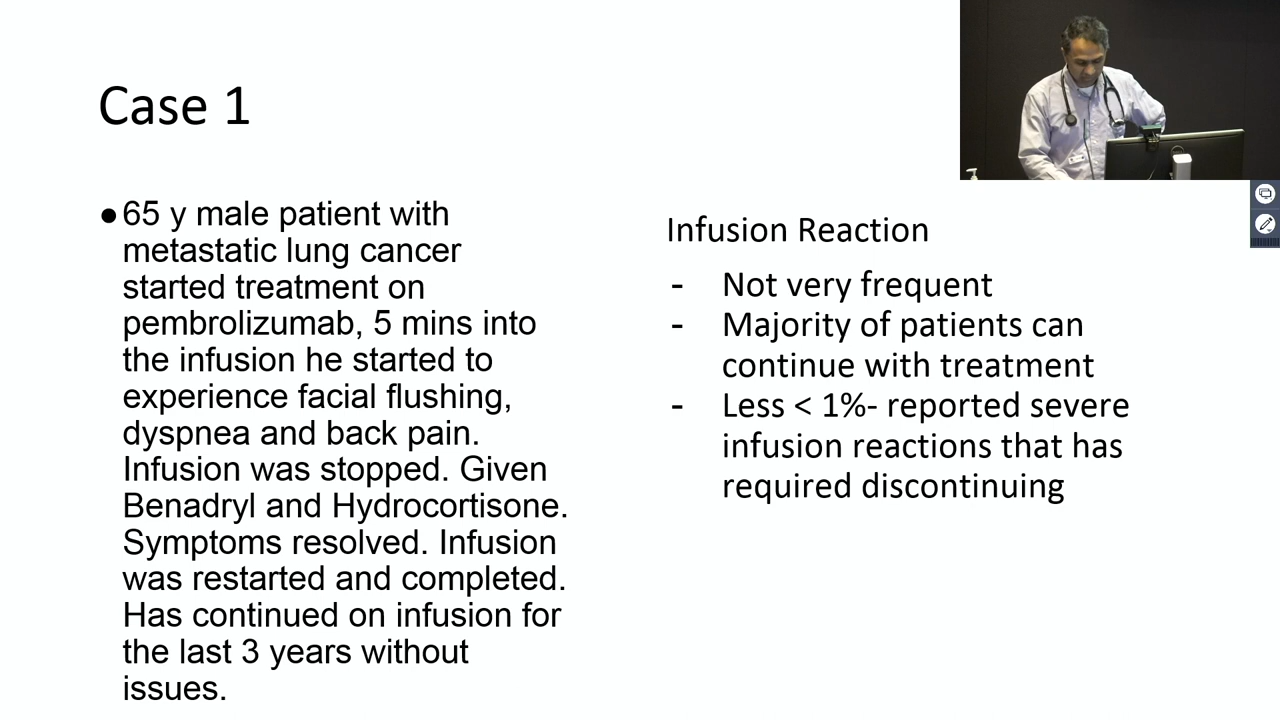 Case 1
●65 y male patient with
metastatic lung cancer
started treatment on
pembrolizumab, 5 mins into
the infusion he started to
experience facial flushing,
dyspnea and back pain.
Infusion was stopped. Given
Benadryl and Hydrocortisone.
Symptoms resolved. Infusion
was restarted and completed.
Has continued on infusion for
the last 3 years without
issues.
Infusion Reaction
- Not very frequent
- Majority of patients can
continue with treatment
- Less < 1%- reported severe
infusion reactions that has
required discontinuing